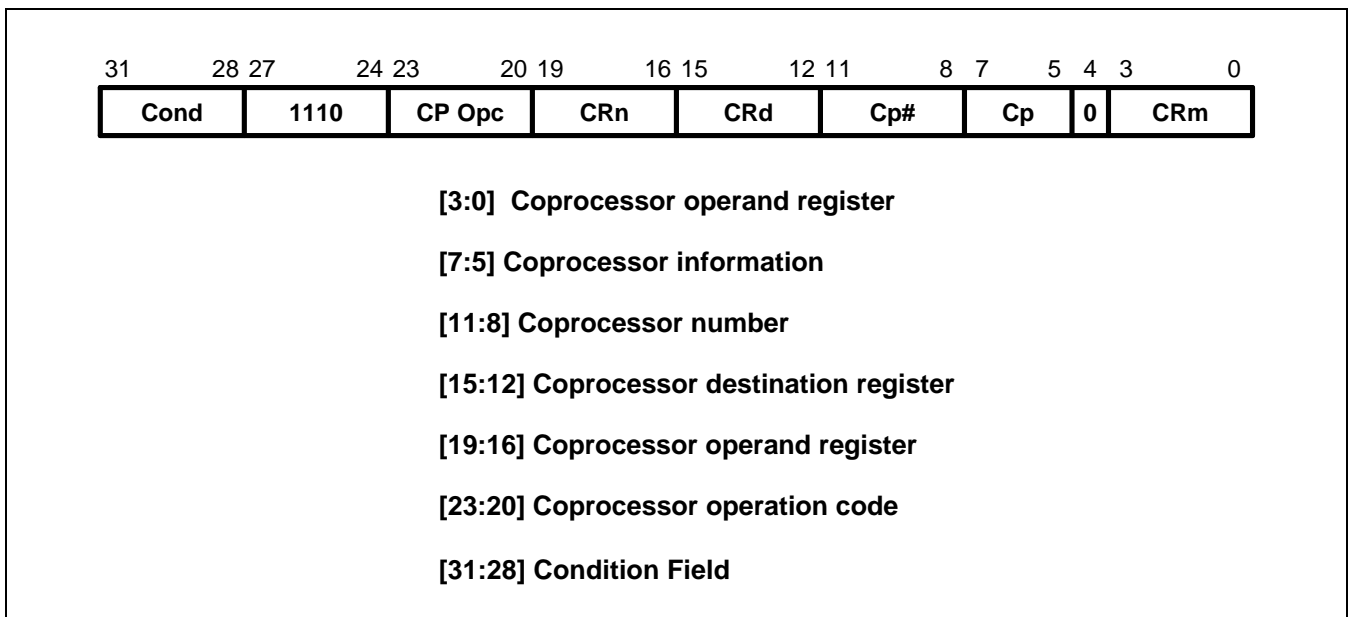 31 28 27 24 23 20 19 16 15 12 11 8 7 5 4 3 0
Cond 1110 CP Opc CRn CRd Cp# Cp 0 CRm
[3:0] Coprocessor operand register
[7:5] Coprocessor information
[11:8] Coprocessor number
[15:12] Coprocessor destination register
[19:16] Coprocessor operand register
[23:20] Coprocessor operation code
[31:28] Condition Field